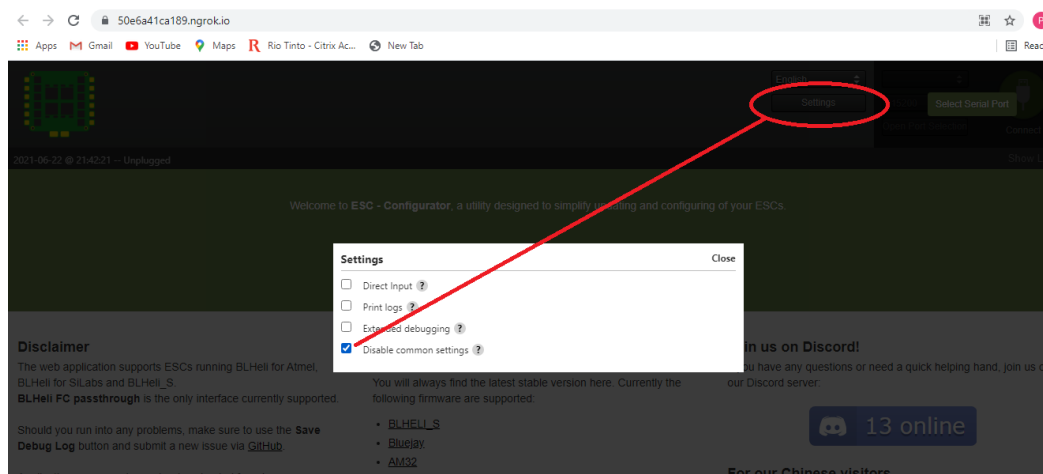 50e6a41ca189.ngrok.io
Apps Gmail YouTube Maps Rio Tinto - Citrix Ac... New Tab
English
Settings
Select Serial Port
2021-06-22 @ 21:42:21 -- Unplugged
Welcome to ESC - Configurator, a utility designed to simplify updating and configuring of your ESCs.
Settings Close
Direct Input ?
Print logs ?
Extended debugging ?
Disable common settings ?
Disclaimer
The web application supports ESCs running BLHeli for Atmel,
BLHeli for SiLabs and BLHeli_S.
BLHeli FC passthrough is the only interface currently supported.
Should you run into any problems, make sure to use the Save
Debug Log button and submit a new issue via GitHub.
You will always find the latest stable version here. Currently the
following firmware are supported:
BLHELI_S
Bluejay
AM32
in us on Discord!
you have any questions or need a quick helping hand, join us
our Discord server:
13 online
For our Chinese visitors